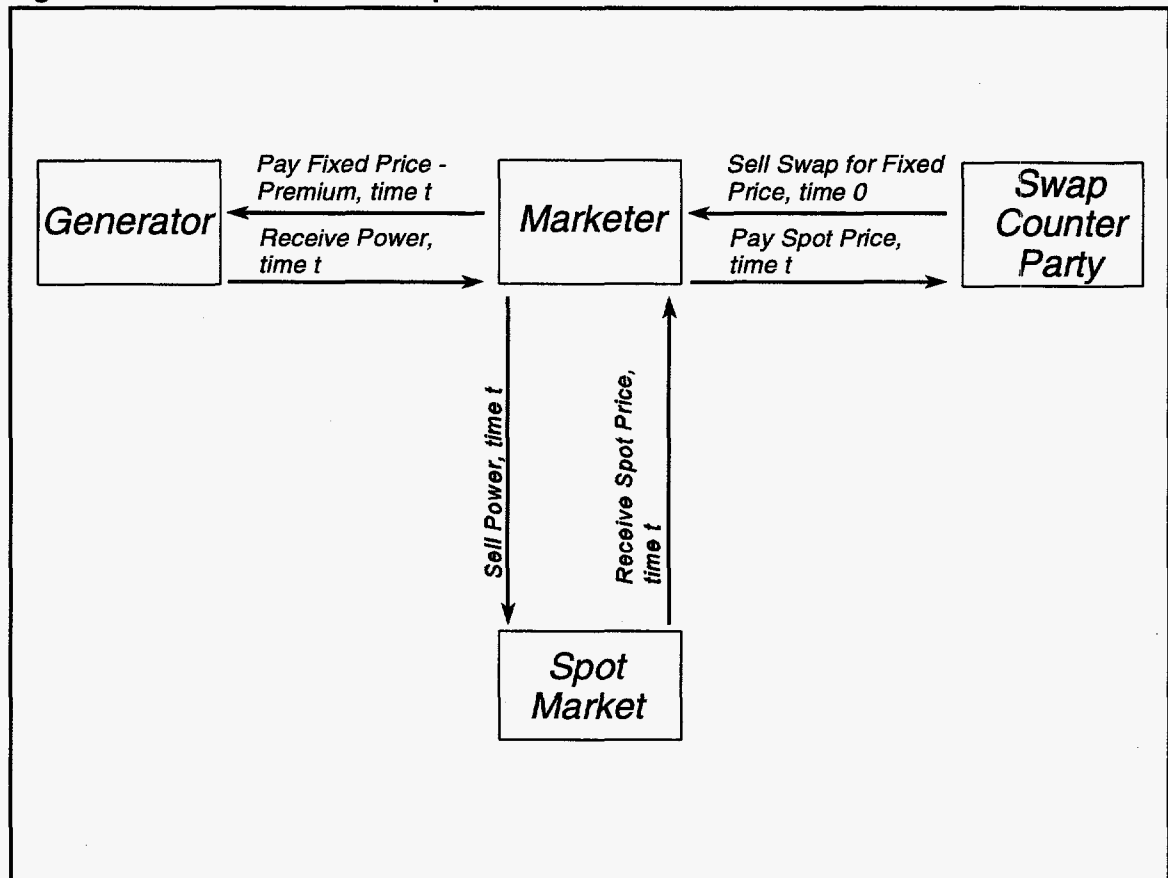 Pay Fixed Price -
Premium, time t
Sell Swap for Fixed
Price, time 0
Generator
Marketer
Swap
Counter
Party
Receive Power,
time t
Pay Spot Price,
time t
Sell Power, time t
Receive Spot Price,
time t
Spot
Market